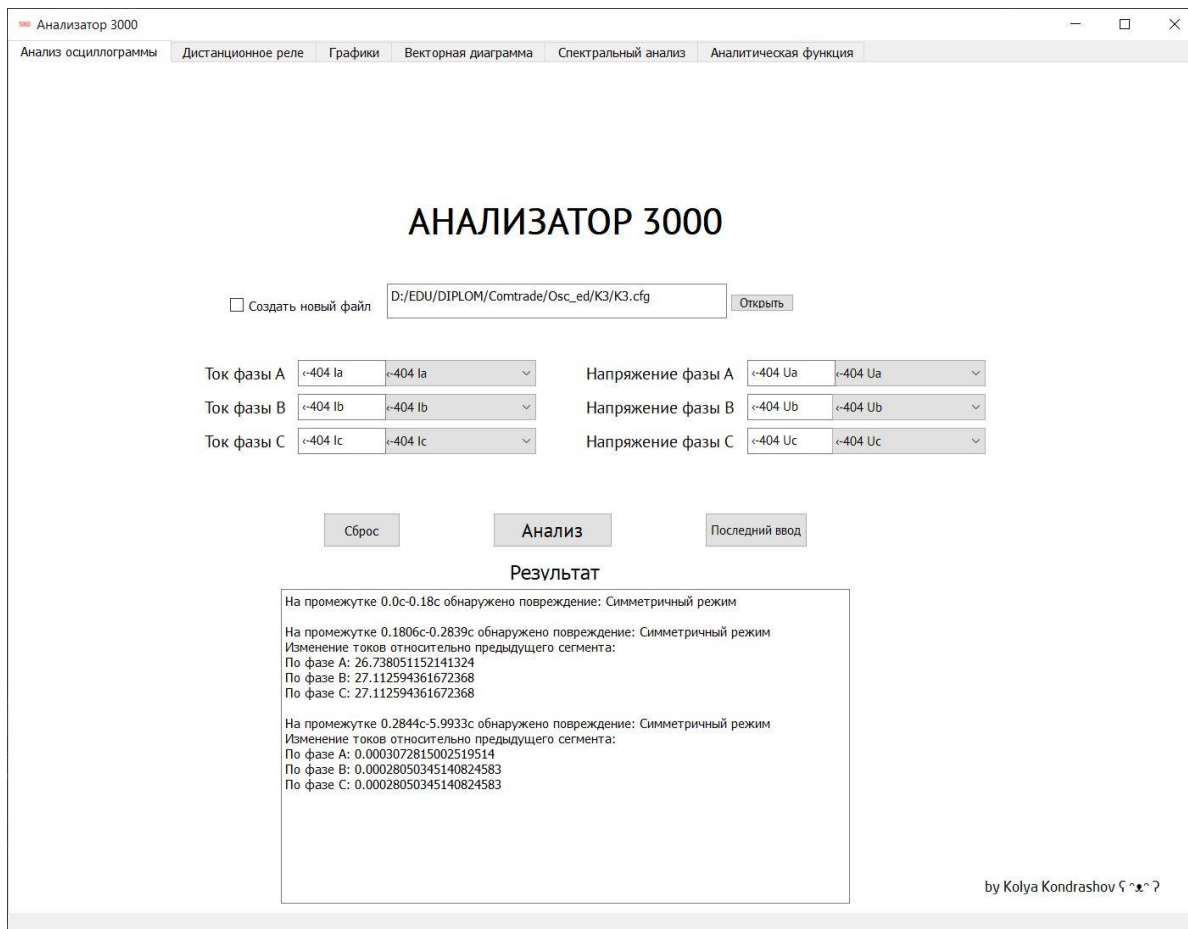 5000 Анализатор 3000
Анализ осциллограммы Дистанционное реле Графики Векторная диаграмма Спектральный анализ Аналитическая функция
АНАЛИЗАТОР 3000
Создать новый файл D:/EDU/DIPLOM/Comtrade/Osc_ed/K3/K3.cfg Открыть
Ток фазы A ‹-404 Ia ‹-404 Ia Напряжение фазы A ‹-404 Ua ‹-404 Ua
Ток фазы B ‹-404 Ib ‹-404 Ib Напряжение фазы B ‹-404 Ub ‹-404 Ub
Ток фазы C ‹-404 Ic ‹-404 Ic Напряжение фазы C ‹-404 Uc ‹-404 Uc
Сброс Анализ Последний ввод
Результат
На промежутке 0.0с-0.18с обнаружено повреждение: Симметричный режим
На промежутке 0.1806с-0.2839с обнаружено повреждение: Симметричный режим
Изменение токов относительно предыдущего сегмента:
По фазе A: 26.738051152141324
По фазе B: 27.112594361672368
По фазе C: 27.112594361672368
На промежутке 0.2844с-5.9933с обнаружено повреждение: Симметричный режим
Изменение токов относительно предыдущего сегмента:
По фазе A: 0.0003072815002519514
По фазе B: 0.00028050345140824583
По фазе C: 0.00028050345140824583
by Kolya Kondrashov ʕ ᵔᴥᵔ ʔ